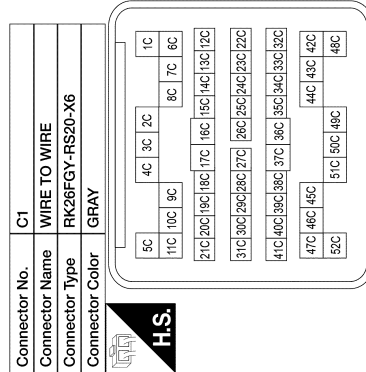 Connector No. C1
Connector Name WIRE TO WIRE
Connector Type RK26FGY-RS20-X6
Connector Color GRAY
H.S.
5C 4C 3C 2C 1C
11C 10C 9C 8C 7C 6C
21C 20C 19C 18C 17C 16C 15C 14C 13C 12C
31C 30C 29C 28C 27C 26C 25C 24C 23C 22C
41C 40C 39C 38C 37C 36C 35C 34C 33C 32C
47C 46C 45C 44C 43C 42C
52C 51C 50C 49C 48C